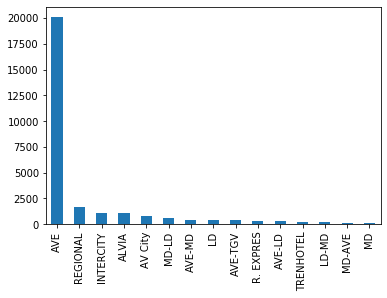 20000
17500
15000
12500
10000
7500
5000
2500
0
AVE
REGIONAL
INTERCITY
ALVIA
AV City
MD-LD
AVE-MD
LD
AVE-TGV
R. EXPRES
AVE-LD
TRENHOTEL
LD-MD
MD-AVE
MD